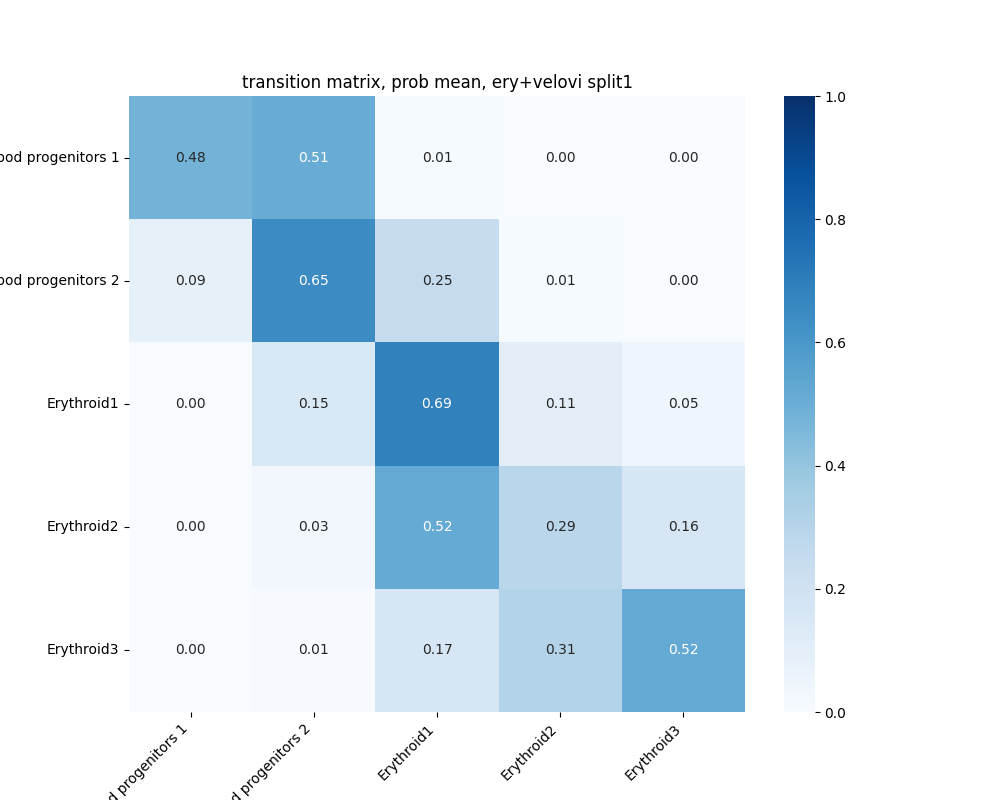 transition matrix, prob mean, ery+velovi split1
ood progenitors 1
0.48 0.51 0.01 0.00 0.00
ood progenitors 2
0.09 0.65 0.25 0.01 0.00
Erythroid1
0.00 0.15 0.69 0.11 0.05
Erythroid2
0.00 0.03 0.52 0.29 0.16
Erythroid3
0.00 0.01 0.17 0.31 0.52
d progenitors 1
d progenitors 2
Erythroid1
Erythroid2
Erythroid3
1.0
0.8
0.6
0.4
0.2
0.0